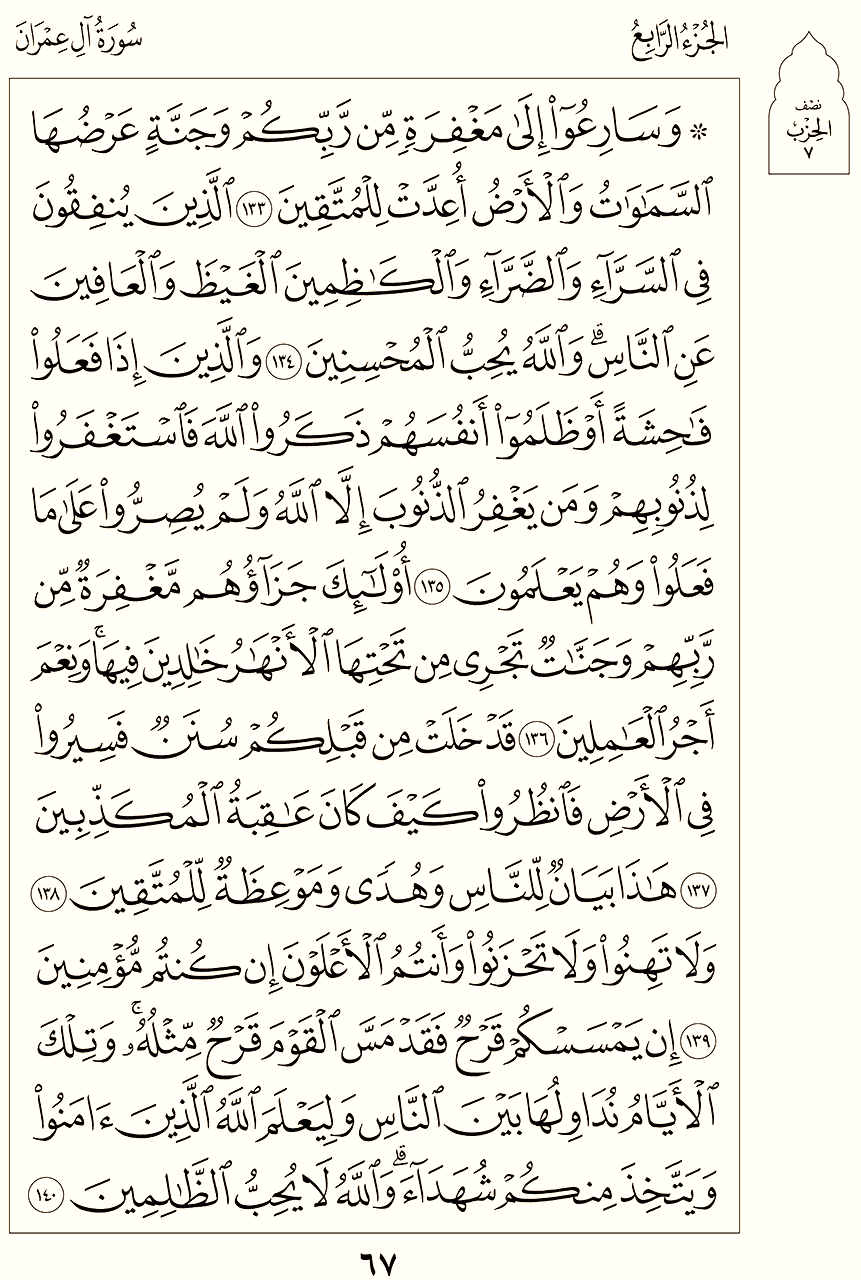 سُورَةُ آلِ عِمْرَانَ
الجُزْءُ الرَّابِعُ
نصف
الحزب
٧
۞ وَسَارِعُوٓا۟ إِلَىٰ مَغْفِرَةٍ مِّن رَّبِّكُمْ وَجَنَّةٍ عَرْضُهَا
ٱلسَّمَٰوَٰتُ وَٱلْأَرْضُ أُعِدَّتْ لِلْمُتَّقِينَ ١٣٣ ٱلَّذِينَ يُنفِقُونَ
فِى ٱلسَّرَّآءِ وَٱلضَّرَّآءِ وَٱلْكَٰظِمِينَ ٱلْغَيْظَ وَٱلْعَافِينَ
عَنِ ٱلنَّاسِ ۗ وَٱللَّهُ يُحِبُّ ٱلْمُحْسِنِينَ ١٣٤ وَٱلَّذِينَ إِذَا فَعَلُوا۟
فَٰحِشَةً أَوْ ظَلَمُوٓا۟ أَنفُسَهُمْ ذَكَرُوا۟ ٱللَّهَ فَٱسْتَغْفَرُوا۟
لِذُنُوبِهِمْ وَمَن يَغْفِرُ ٱلذُّنُوبَ إِلَّا ٱللَّهُ وَلَمْ يُصِرُّوا۟ عَلَىٰ مَا
فَعَلُوا۟ وَهُمْ يَعْلَمُونَ ١٣٥ أُو۟لَٰٓئِكَ جَزَآؤُهُم مَّغْفِرَةٌ مِّن
رَّبِّهِمْ وَجَنَّٰتٌ تَجْرِى مِن تَحْتِهَا ٱلْأَنْهَٰرُ خَٰلِدِينَ فِيهَا ۚ وَنِعْمَ
أَجْرُ ٱلْعَٰمِلِينَ ١٣٦ قَدْ خَلَتْ مِن قَبْلِكُمْ سُنَنٌ فَسِيرُوا۟
فِى ٱلْأَرْضِ فَٱنظُرُوا۟ كَيْفَ كَانَ عَٰقِبَةُ ٱلْمُكَذِّبِينَ
١٣٧ هَٰذَا بَيَانٌ لِّلنَّاسِ وَهُدًى وَمَوْعِظَةٌ لِّلْمُتَّقِينَ ١٣٨
وَلَا تَهِنُوا۟ وَلَا تَحْزَنُوا۟ وَأَنتُمُ ٱلْأَعْلَوْنَ إِن كُنتُم مُّؤْمِنِينَ
١٣٩ إِن يَمْسَسْكُمْ قَرْحٌ فَقَدْ مَسَّ ٱلْقَوْمَ قَرْحٌ مِّثْلُهُۥ ۚ وَتِلْكَ
ٱلْأَيَّامُ نُدَاوِلُهَا بَيْنَ ٱلنَّاسِ وَلِيَعْلَمَ ٱللَّهُ ٱلَّذِينَ ءَامَنُوا۟
وَيَتَّخِذَ مِنكُمْ شُهَدَآءَ ۗ وَٱللَّهُ لَا يُحِبُّ ٱلظَّٰلِمِينَ ١٤٠
٦٧